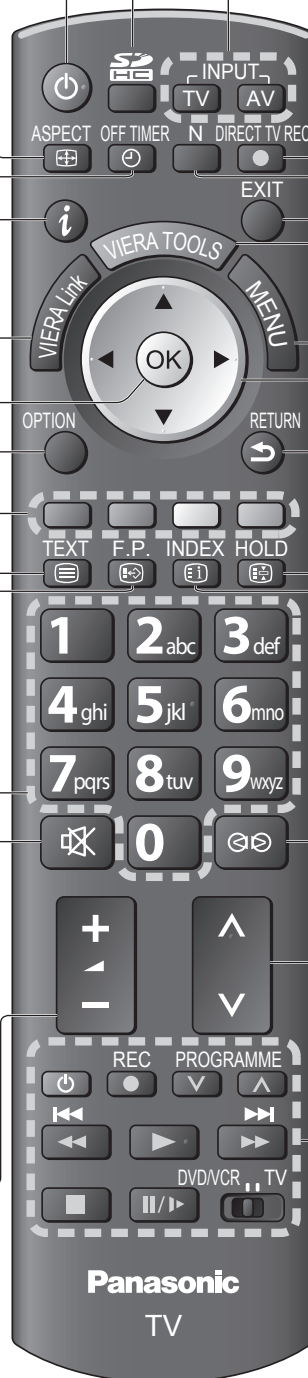 SD
HC
INPUT
TV AV
ASPECT OFF TIMER N DIRECT TV REC
EXIT
i
VIERA TOOLS
VIERA Link
MENU
OK
OPTION RETURN
TEXT F.P. INDEX HOLD
1 2abc 3def
4ghi 5jkl 6mno
7pqrs 8tuv 9wxyz
0
+
−
REC PROGRAMME
DVD/VCR TV
Panasonic
TV